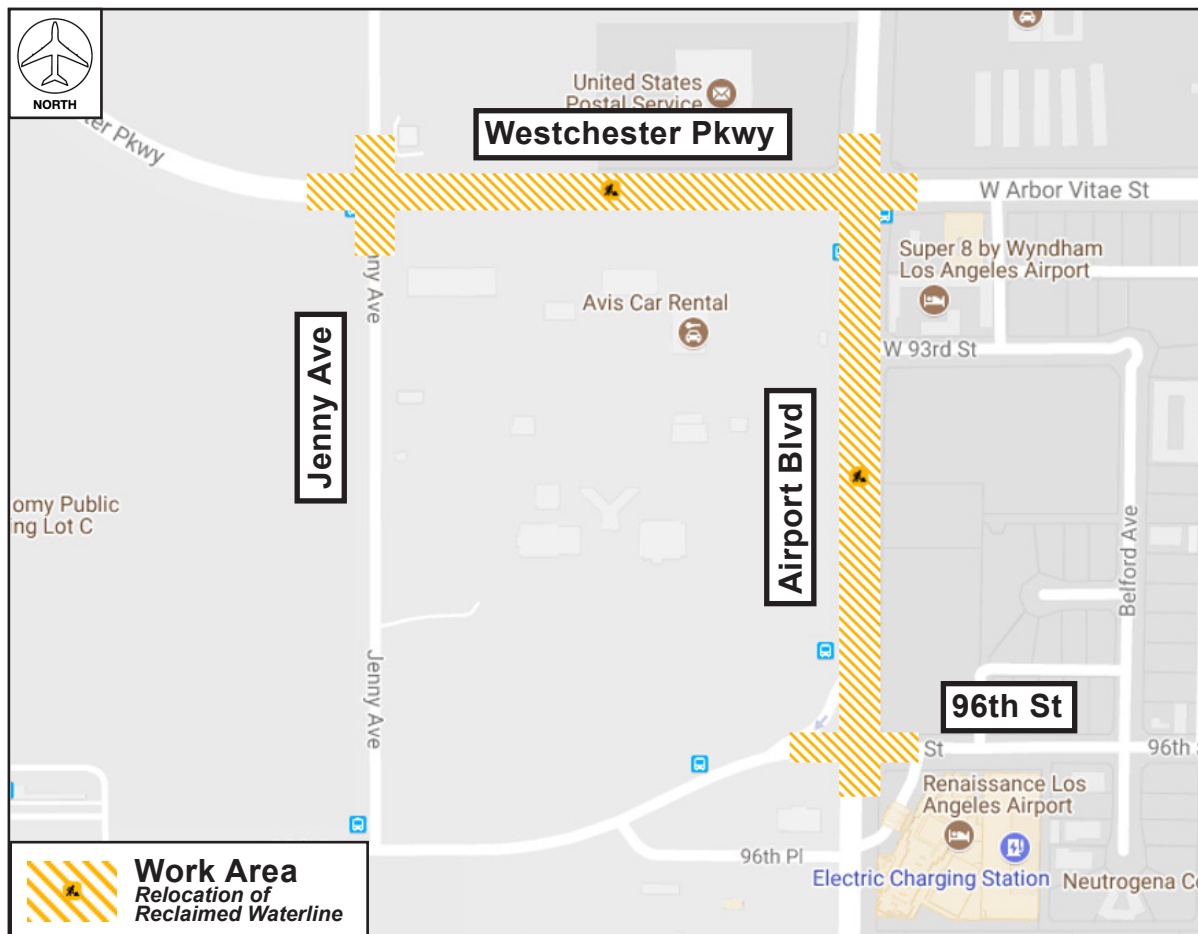 NORTH
ter Pkwy
United States
Postal Service
Westchester Pkwy
W Arbor Vitae St
Super 8 by Wyndham
Los Angeles Airport
nny Ave
Avis Car Rental
Jenny Ave
W 93rd St
Airport Blvd
omy Public
ng Lot C
Belford Ave
Jenny Ave
96th St
St
96th S
Renaissance Los
Angeles Airport
96th Pl
Electric Charging Station
Neutrogena Co
Work Area
Relocation of
Reclaimed Waterline